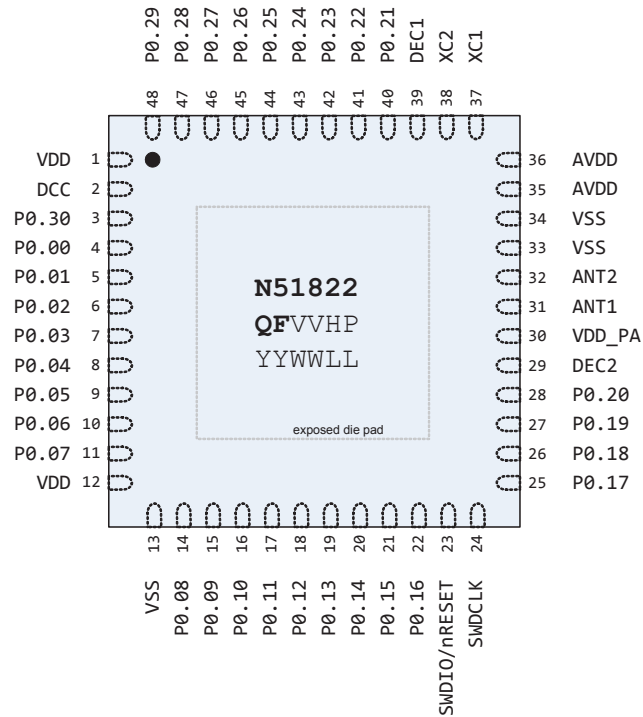 P0.29 P0.28 P0.27 P0.26 P0.25 P0.24 P0.23 P0.22 P0.21 DEC1 XC2 XC1
48 47 46 45 44 43 42 41 40 39 38 37
VDD 1
DCC 2
P0.30 3
P0.00 4
P0.01 5
P0.02 6
P0.03 7
P0.04 8
P0.05 9
P0.06 10
P0.07 11
VDD 12
N51822
QFVVHP
YYWWLL
exposed die pad
36 AVDD
35 AVDD
34 VSS
33 VSS
32 ANT2
31 ANT1
30 VDD_PA
29 DEC2
28 P0.20
27 P0.19
26 P0.18
25 P0.17
13 14 15 16 17 18 19 20 21 22 23 24
VSS P0.08 P0.09 P0.10 P0.11 P0.12 P0.13 P0.14 P0.15 P0.16 SWDIO/nRESET SWDCLK